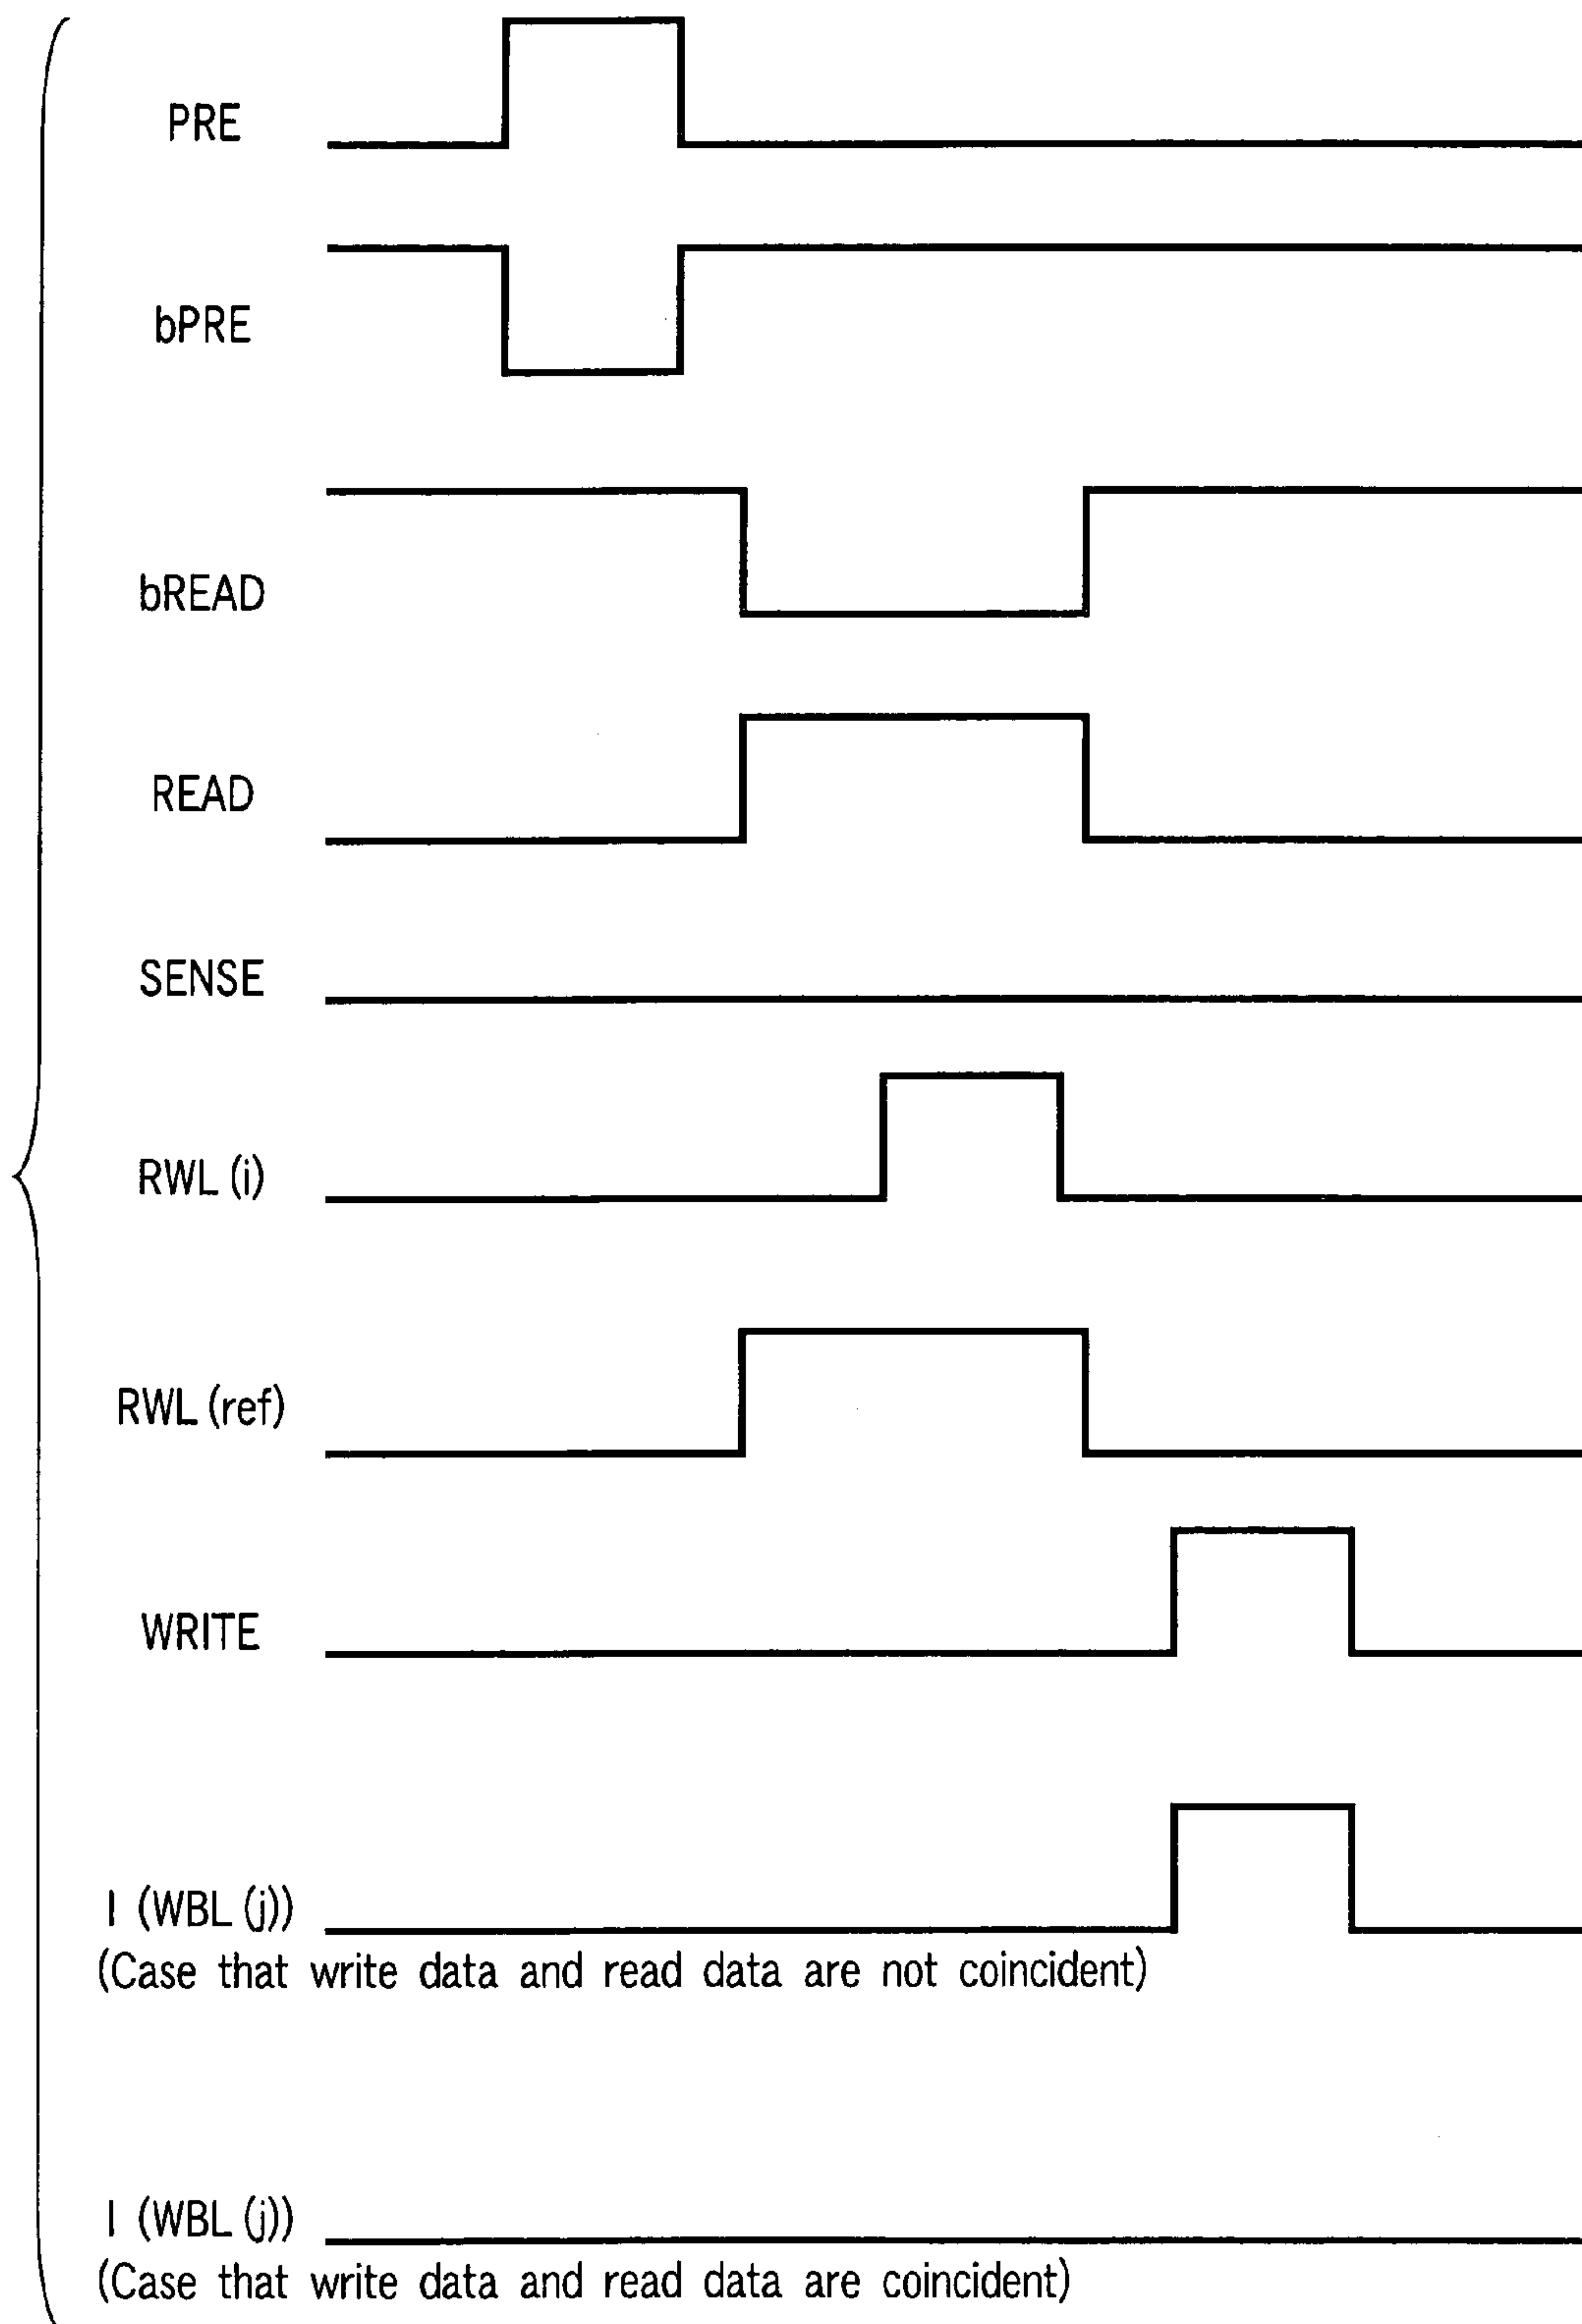 PRE
bPRE
bREAD
READ
SENSE
RWL (i)
RWL (ref)
WRITE
I (WBL (j))
(Case that write data and read data are not coincident)
I (WBL (j))
(Case that write data and read data are coincident)